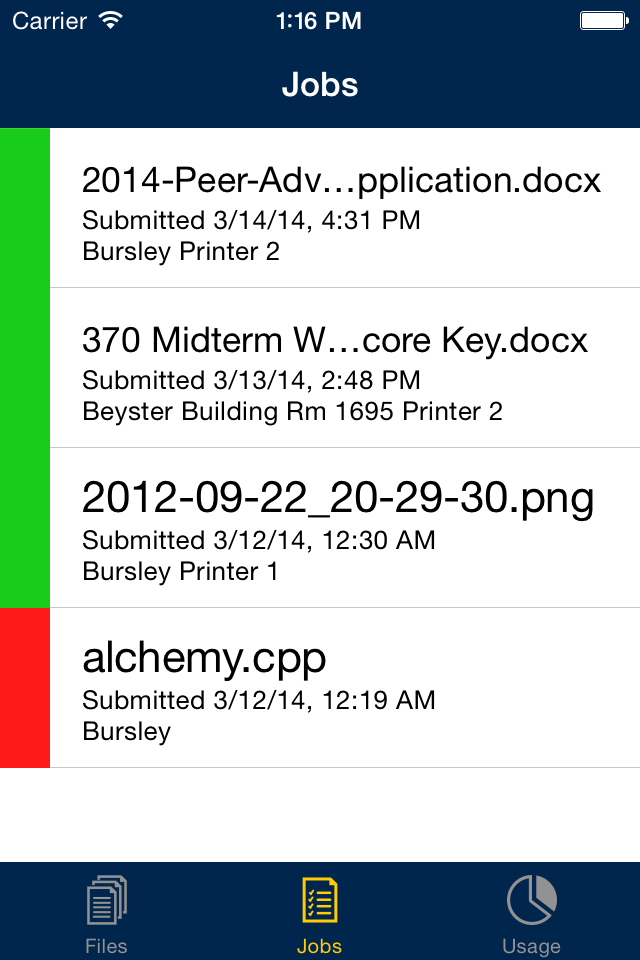 Carrier 1:16 PM
Jobs
2014-Peer-Adv…pplication.docx
Submitted 3/14/14, 4:31 PM
Bursley Printer 2
370 Midterm W…core Key.docx
Submitted 3/13/14, 2:48 PM
Beyster Building Rm 1695 Printer 2
2012-09-22_20-29-30.png
Submitted 3/12/14, 12:30 AM
Bursley Printer 1
alchemy.cpp
Submitted 3/12/14, 12:19 AM
Bursley
Files Jobs Usage